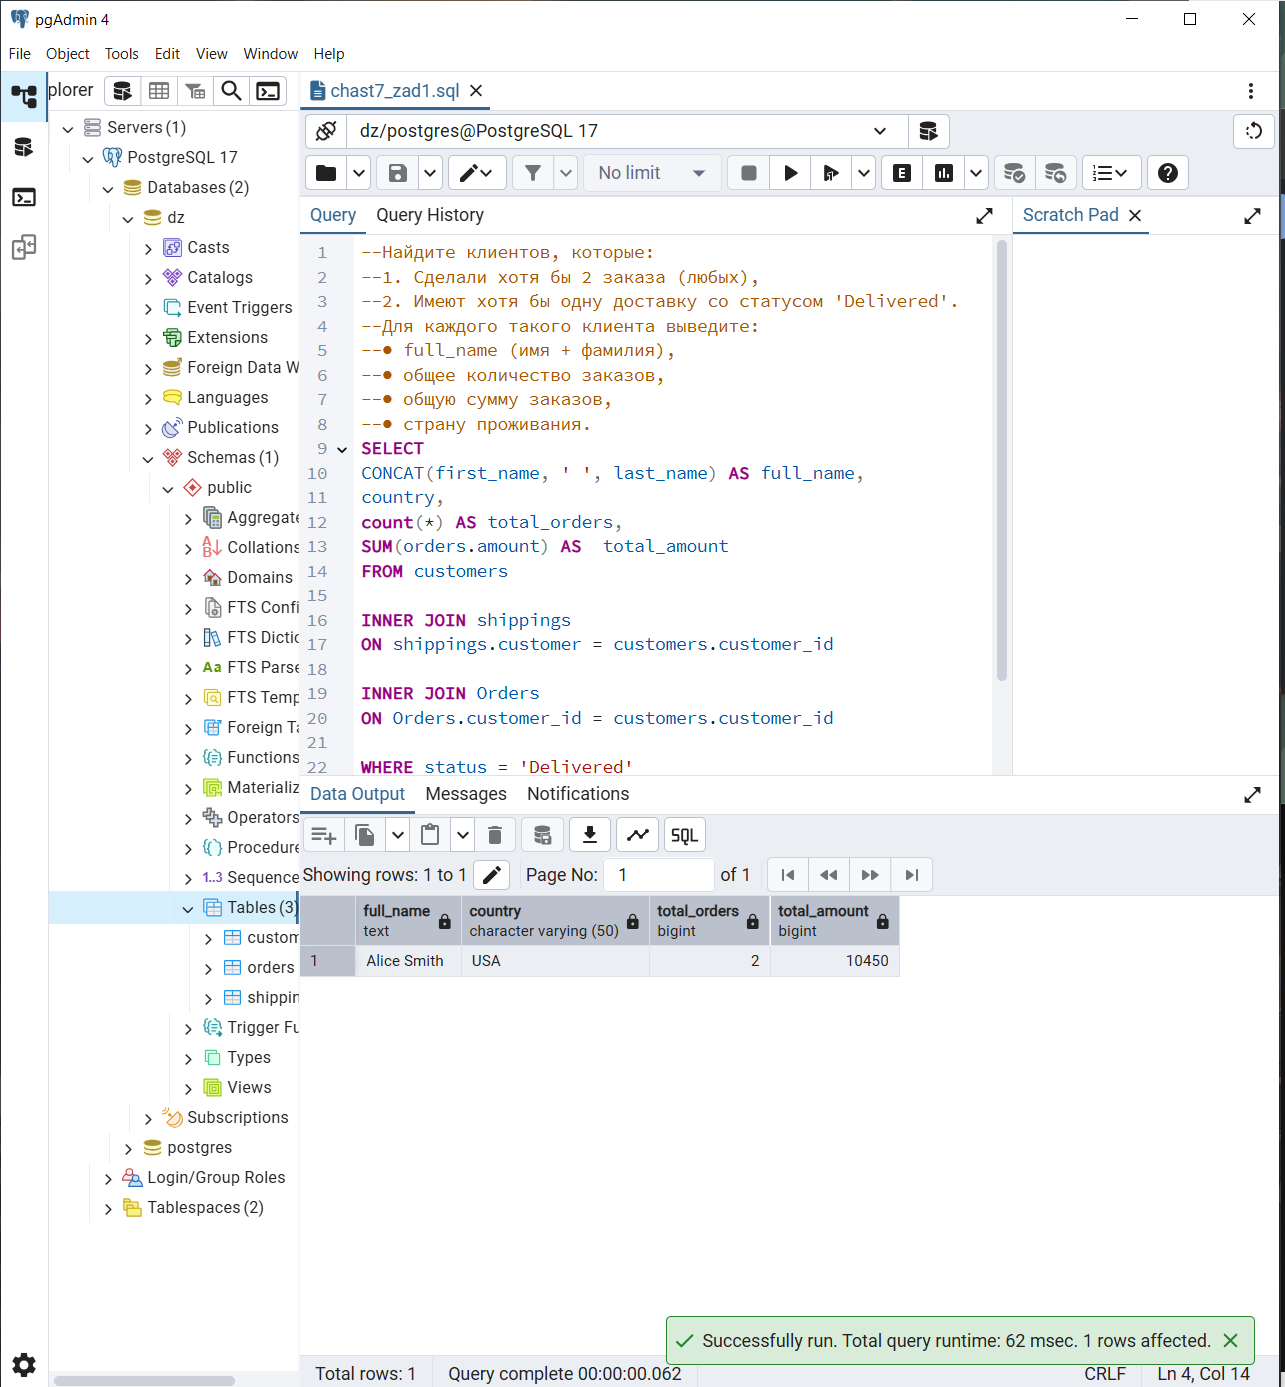 pgAdmin 4
File Object Tools Edit View Window Help
plorer
Servers (1)
PostgreSQL 17
Databases (2)
dz
Casts
Catalogs
Event Triggers
Extensions
Foreign Data W
Languages
Publications
Schemas (1)
public
Aggregate
Collations
Domains
FTS Confi
FTS Dictio
Aa FTS Parse
FTS Temp
Foreign Ta
Functions
Materializ
Operators
Procedure
1..3 Sequence
Tables (3)
custom
orders
shippin
Trigger Fu
Types
Views
Subscriptions
postgres
Login/Group Roles
Tablespaces (2)
chast7_zad1.sql
dz/postgres@PostgreSQL 17
No limit
E
Query Query History
Scratch Pad
1 --Найдите клиентов, которые:
2 --1. Сделали хотя бы 2 заказа (любых),
3 --2. Имеют хотя бы одну доставку со статусом 'Delivered'.
4 --Для каждого такого клиента выведите:
5 --● full_name (имя + фамилия),
6 --● общее количество заказов,
7 --● общую сумму заказов,
8 --● страну проживания.
9 SELECT
10 CONCAT(first_name, ' ', last_name) AS full_name,
11 country,
12 count(*) AS total_orders,
13 SUM(orders.amount) AS  total_amount
14 FROM customers
15
16 INNER JOIN shippings
17 ON shippings.customer = customers.customer_id
18
19 INNER JOIN Orders
20 ON Orders.customer_id = customers.customer_id
21
22 WHERE status = 'Delivered'
Data Output Messages Notifications
SQL
Showing rows: 1 to 1 Page No: 1 of 1
full_name country total_orders total_amount
text character varying (50) bigint bigint
1 Alice Smith USA 2 10450
Successfully run. Total query runtime: 62 msec. 1 rows affected.
Total rows: 1 Query complete 00:00:00.062 CRLF Ln 4, Col 14